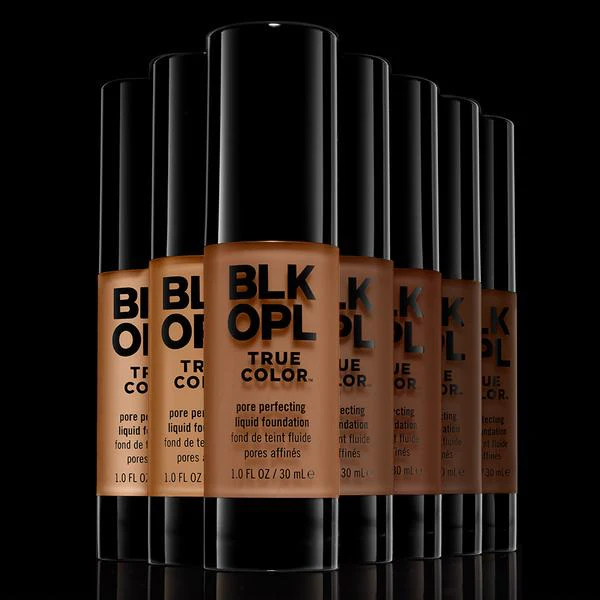 BLK
OPL
TRUE
COLOR™
pore perfecting
liquid foundation
fond de teint fluide
pores affinés
1.0 FL OZ / 30 mL ℮